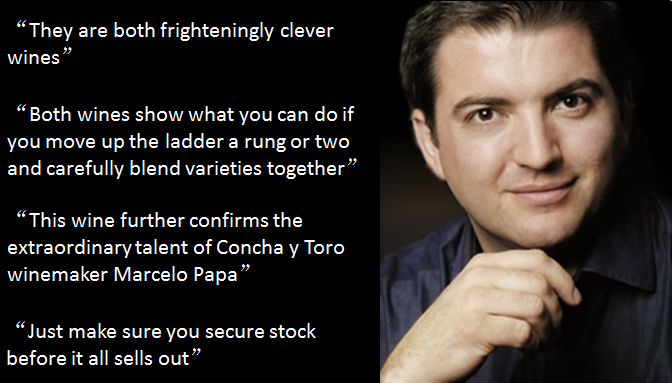 “They are both frighteningly clever
wines”
“Both wines show what you can do if
you move up the ladder a rung or two
and carefully blend varieties together”
“This wine further confirms the
extraordinary talent of Concha y Toro
winemaker Marcelo Papa”
“Just make sure you secure stock
before it all sells out”